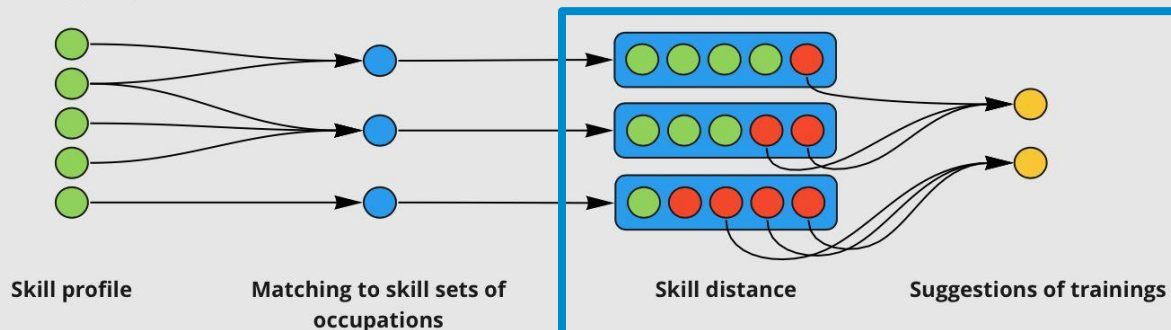 Skill profile
Matching to skill sets of
occupations
Skill distance
Suggestions of trainings